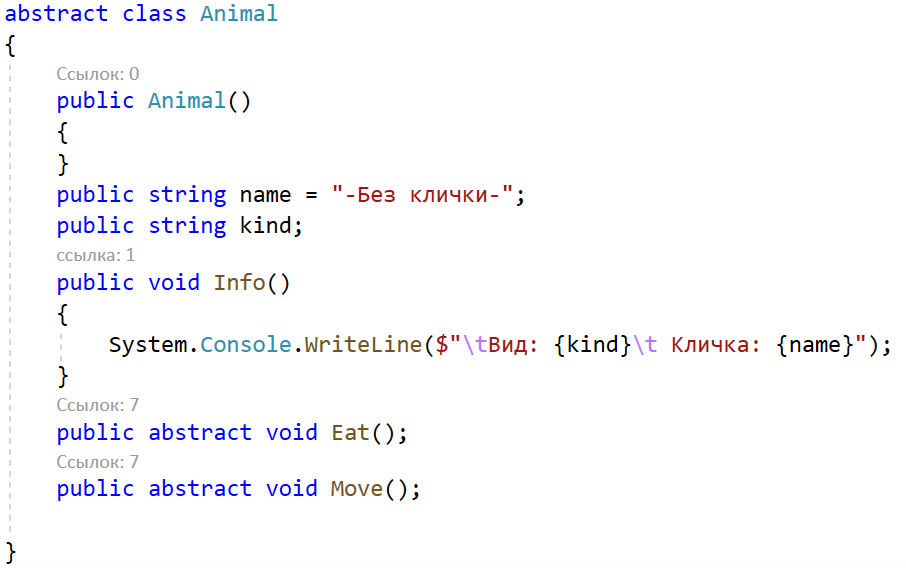 abstract class Animal
{
Ссылок: 0
public Animal()
{
}
public string name = "-Без клички-";
public string kind;
ссылка: 1
public void Info()
{
System.Console.WriteLine($"\tВид: {kind}\t Кличка: {name}");
}
Ссылок: 7
public abstract void Eat();
Ссылок: 7
public abstract void Move();
}